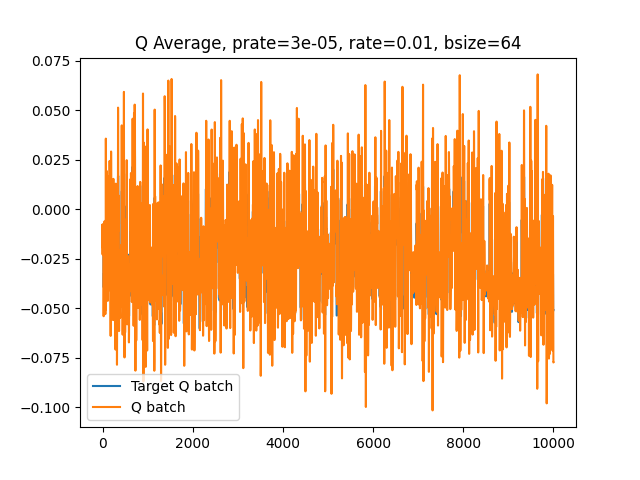 Q Average, prate=3e-05, rate=0.01, bsize=64
0.075
0.050
0.025
0.000
−0.025
−0.050
−0.075
−0.100
Target Q batch
Q batch
0 2000 4000 6000 8000 10000